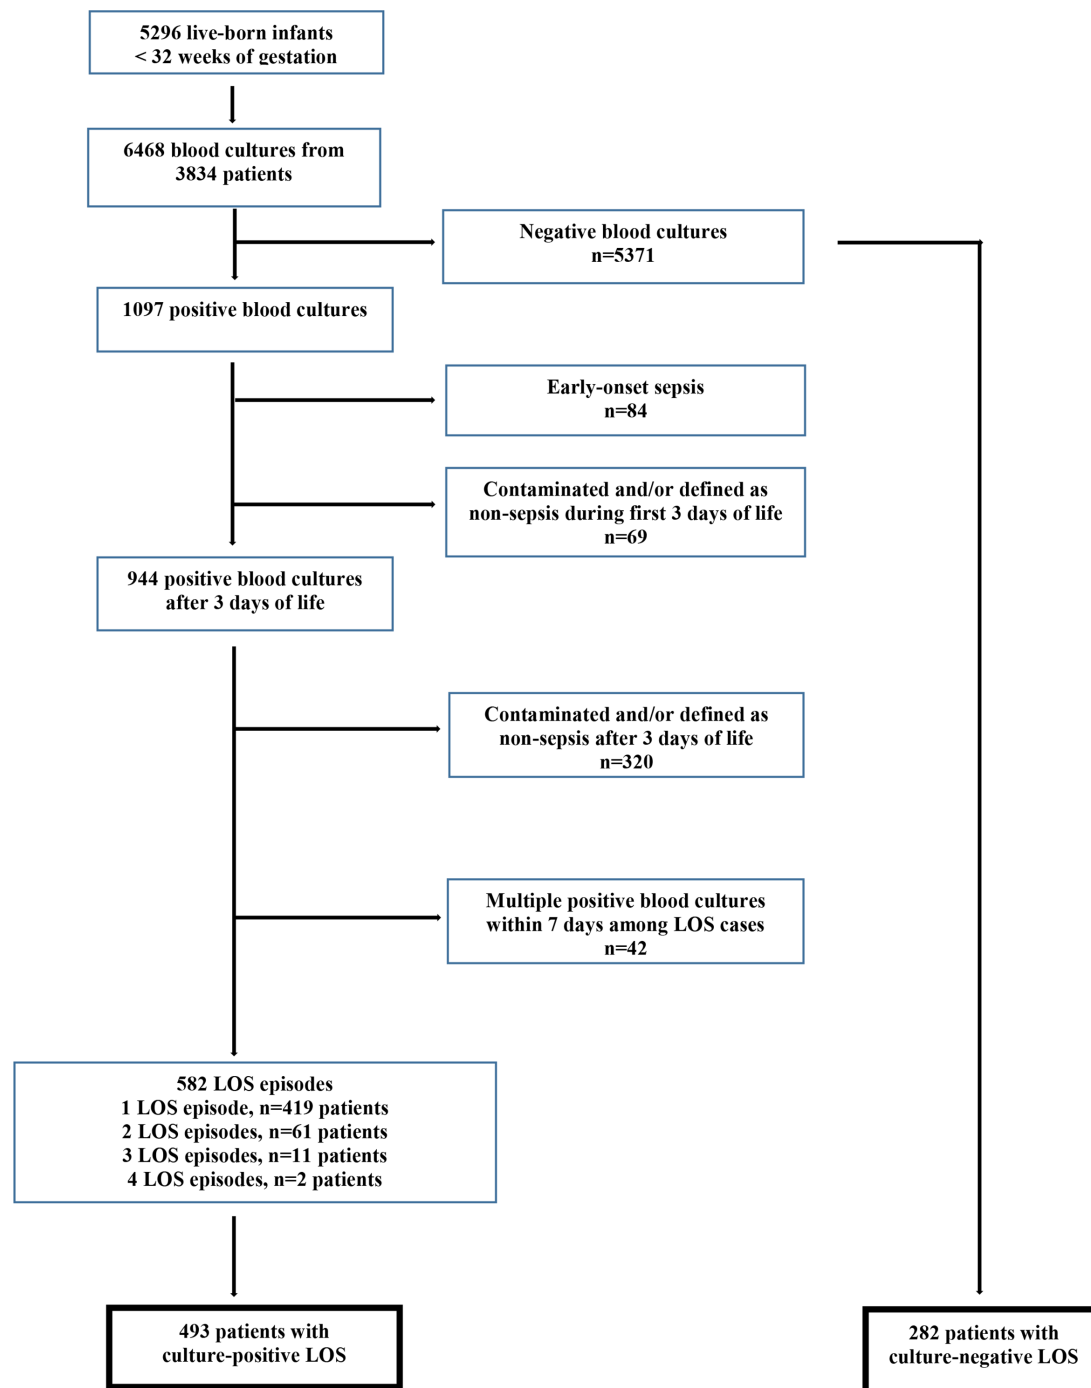 5296 live-born infants
< 32 weeks of gestation
6468 blood cultures from
3834 patients
Negative blood cultures
n=5371
1097 positive blood cultures
Early-onset sepsis
n=84
Contaminated and/or defined as
non-sepsis during first 3 days of life
n=69
944 positive blood cultures
after 3 days of life
Contaminated and/or defined as
non-sepsis after 3 days of life
n=320
Multiple positive blood cultures
within 7 days among LOS cases
n=42
582 LOS episodes
1 LOS episode, n=419 patients
2 LOS episodes, n=61 patients
3 LOS episodes, n=11 patients
4 LOS episodes, n=2 patients
493 patients with
culture-positive LOS
282 patients with
culture-negative LOS